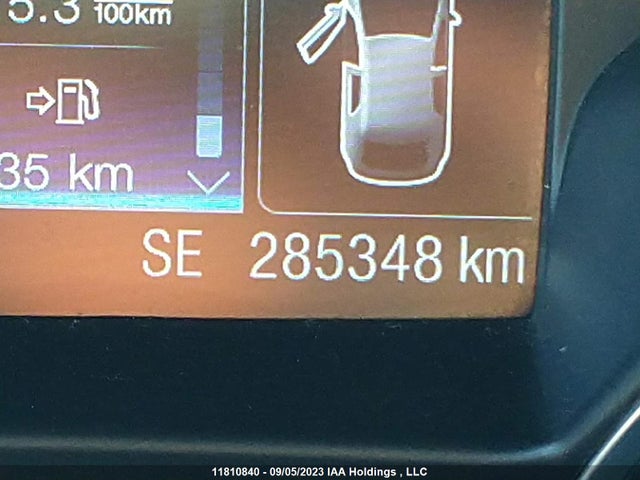 5.3 100km
35 km
SE 285348 km
11810840 - 09/05/2023 IAA Holdings , LLC